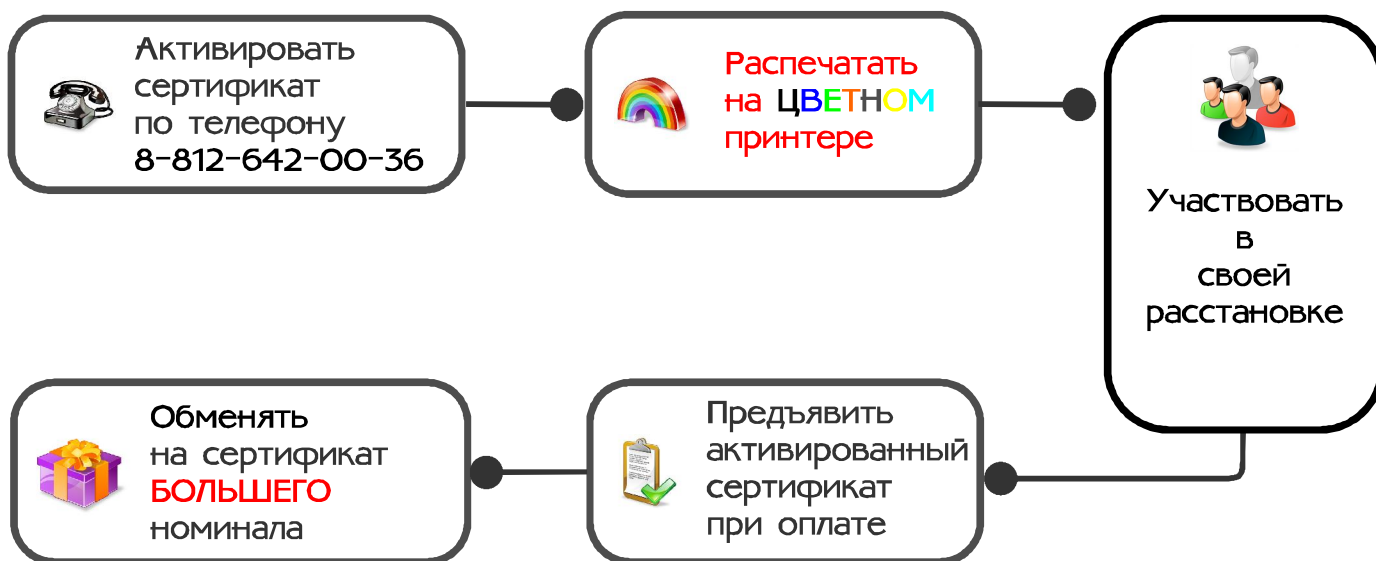 Активировать
сертификат
по телефону
8-812-642-00-36
Распечатать
на ЦВЕТНОМ
принтере
Участвовать
в
своей
расстановке
Предъявить
активированный
сертификат
при оплате
Обменять
на сертификат
БОЛЬШЕГО
номинала